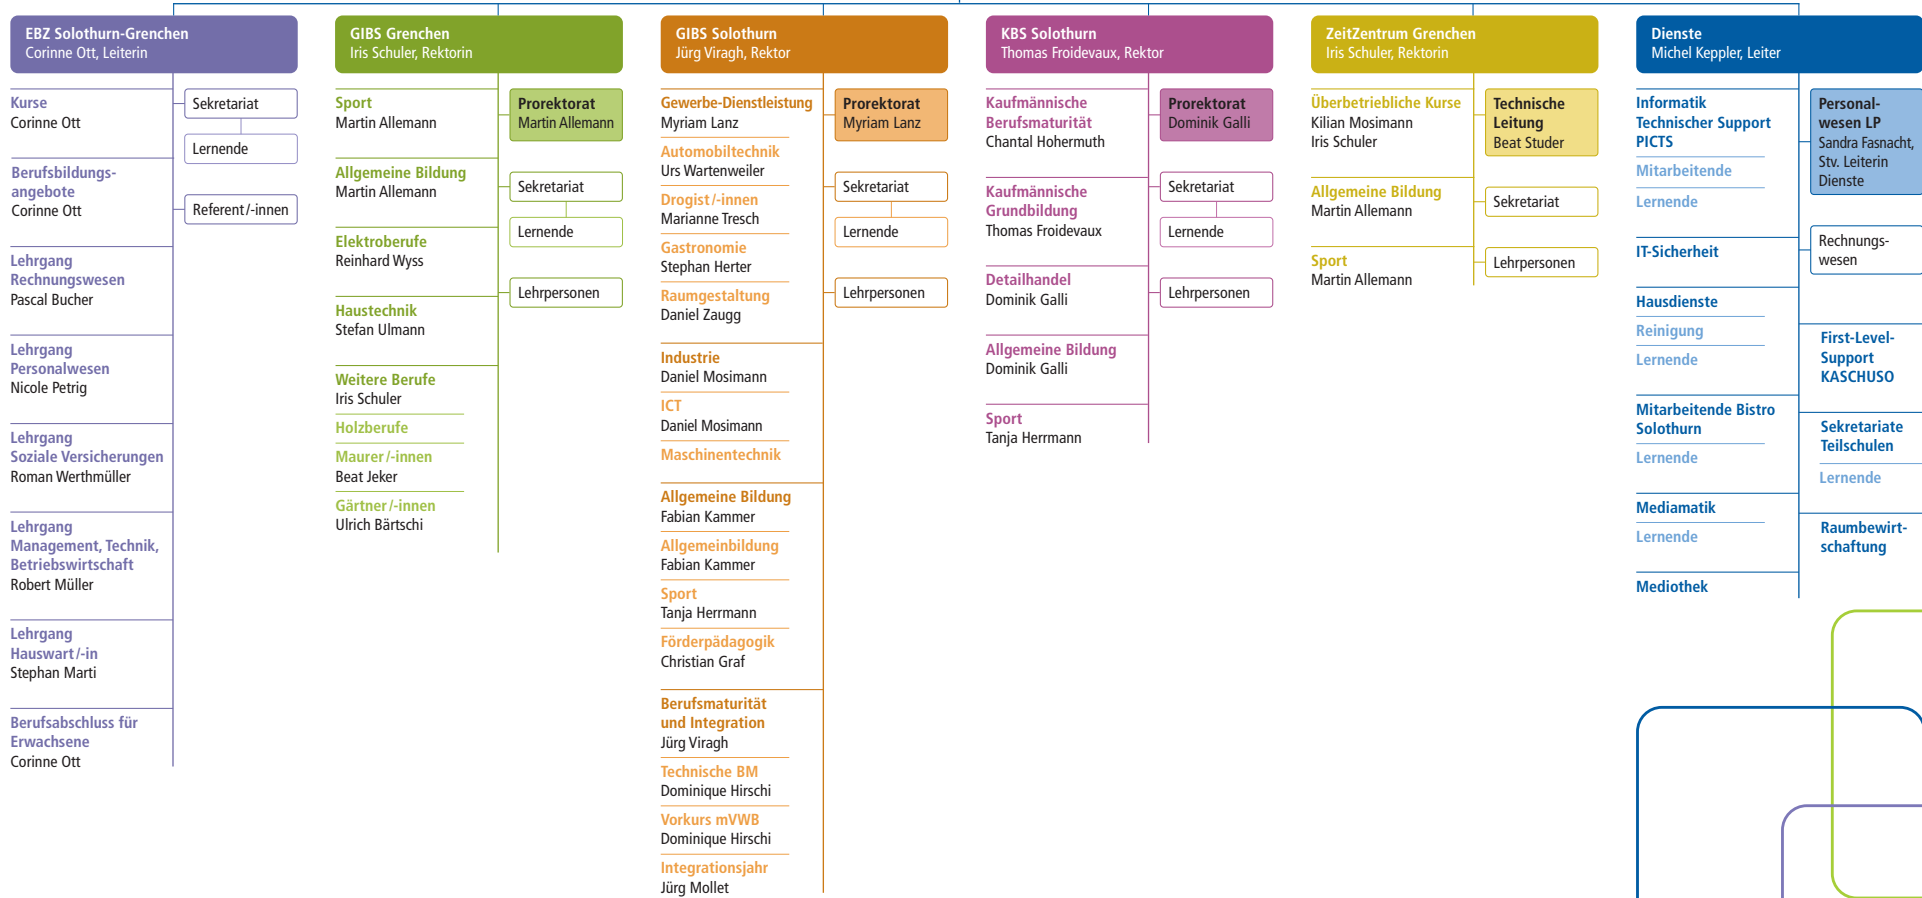 EBZ Solothurn-Grenchen
Corinne Ott, Leiterin
Kurse
Corinne Ott
Berufsbildungs-
angebote
Corinne Ott
Lehrgang
Rechnungswesen
Pascal Bucher
Lehrgang
Personalwesen
Nicole Petrig
Lehrgang
Soziale Versicherungen
Roman Werthmüller
Lehrgang
Management, Technik,
Betriebswirtschaft
Robert Müller
Lehrgang
Hauswart/-in
Stephan Marti
Berufsabschluss für
Erwachsene
Corinne Ott
Sekretariat
Lernende
Referent/-innen
GIBS Grenchen
Iris Schuler, Rektorin
Sport
Martin Allemann
Allgemeine Bildung
Martin Allemann
Elektroberufe
Reinhard Wyss
Haustechnik
Stefan Ulmann
Weitere Berufe
Iris Schuler
Holzberufe
Maurer/-innen
Beat Jeker
Gärtner/-innen
Ulrich Bärtschi
Prorektorat
Martin Allemann
Sekretariat
Lernende
Lehrpersonen
GIBS Solothurn
Jürg Viragh, Rektor
Gewerbe-Dienstleistung
Myriam Lanz
Automobiltechnik
Urs Wartenweiler
Drogist/-innen
Marianne Tresch
Gastronomie
Stephan Herter
Raumgestaltung
Daniel Zaugg
Industrie
Daniel Mosimann
ICT
Daniel Mosimann
Maschinentechnik
Allgemeine Bildung
Fabian Kammer
Allgemeinbildung
Fabian Kammer
Sport
Tanja Herrmann
Förderpädagogik
Christian Graf
Berufsmaturität
und Integration
Jürg Viragh
Technische BM
Dominique Hirschi
Vorkurs mVWB
Dominique Hirschi
Integrationsjahr
Jürg Mollet
Prorektorat
Myriam Lanz
Sekretariat
Lernende
Lehrpersonen
KBS Solothurn
Thomas Froidevaux, Rektor
Kaufmännische
Berufsmaturität
Chantal Hohermuth
Kaufmännische
Grundbildung
Thomas Froidevaux
Detailhandel
Dominik Galli
Allgemeine Bildung
Dominik Galli
Sport
Tanja Herrmann
Prorektorat
Dominik Galli
Sekretariat
Lernende
Lehrpersonen
ZeitZentrum Grenchen
Iris Schuler, Rektorin
Überbetriebliche Kurse
Kilian Mosimann
Iris Schuler
Allgemeine Bildung
Martin Allemann
Sport
Martin Allemann
Technische
Leitung
Beat Studer
Sekretariat
Lehrpersonen
Dienste
Michel Keppler, Leiter
Informatik
Technischer Support
PICTS
Mitarbeitende
Lernende
IT-Sicherheit
Hausdienste
Reinigung
Lernende
Mitarbeitende Bistro
Solothurn
Lernende
Mediamatik
Lernende
Mediothek
Personal-
wesen LP
Sandra Fasnacht,
Stv. Leiterin
Dienste
Rechnungs-
wesen
First-Level-
Support
KASCHUSO
Sekretariate
Teilschulen
Lernende
Raumbewirt-
schaftung